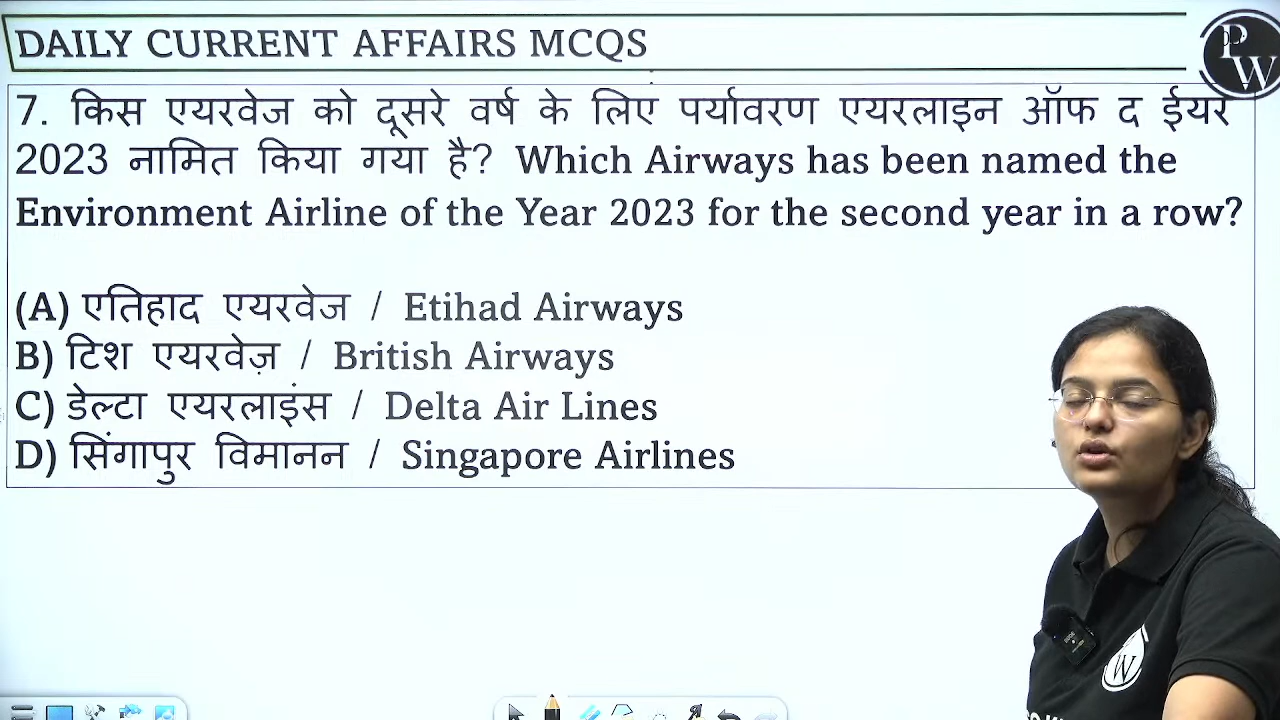 DAILY CURRENT AFFAIRS MCQS
PW
7. किस एयरवेज को दूसरे वर्ष के लिए पर्यावरण एयरलाइन ऑफ द ईयर
2023 नामित किया गया है? Which Airways has been named the
Environment Airline of the Year 2023 for the second year in a row?
(A) एतिहाद एयरवेज / Etihad Airways
B) टिश एयरवेज़ / British Airways
C) डेल्टा एयरलाइंस / Delta Air Lines
D) सिंगापुर विमानन / Singapore Airlines
W